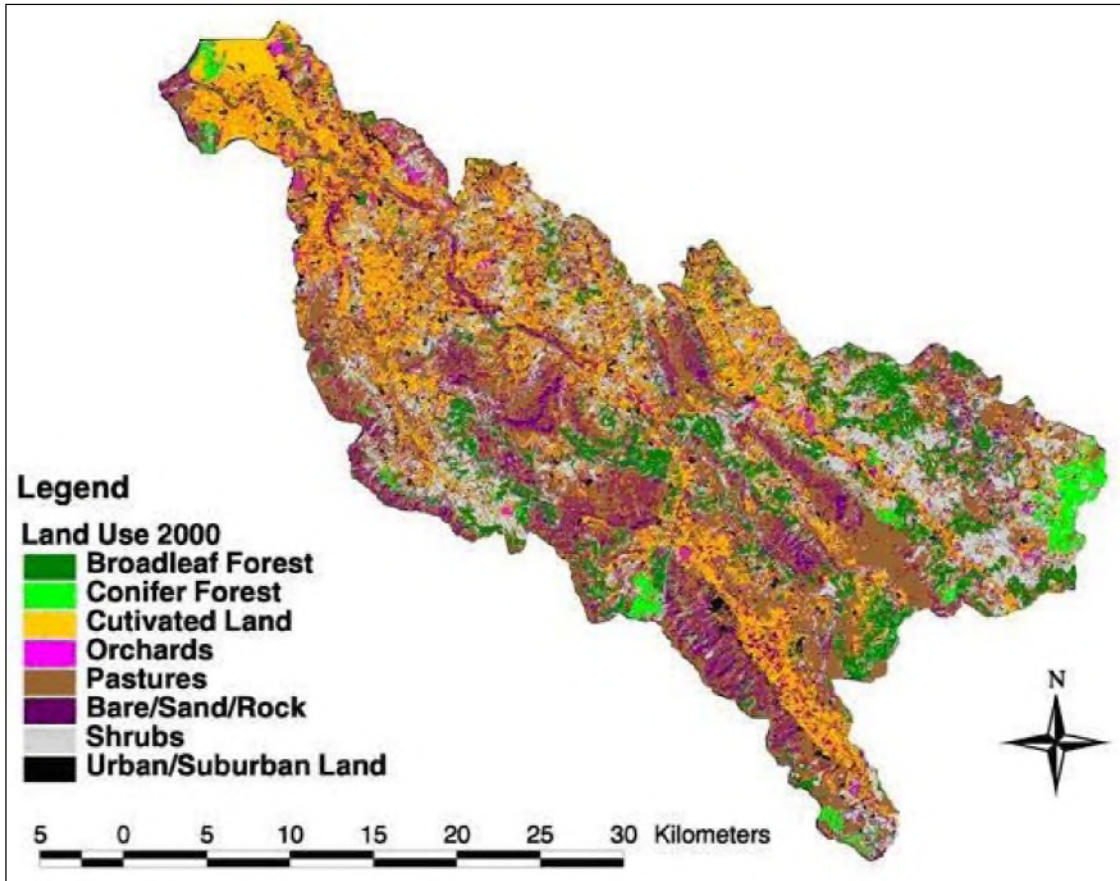 Legend
Land Use 2000
Broadleaf Forest
Conifer Forest
Cutivated Land
Orchards
Pastures
Bare/Sand/Rock
Shrubs
Urban/Suburban Land
N
5 0 5 10 15 20 25 30 Kilometers